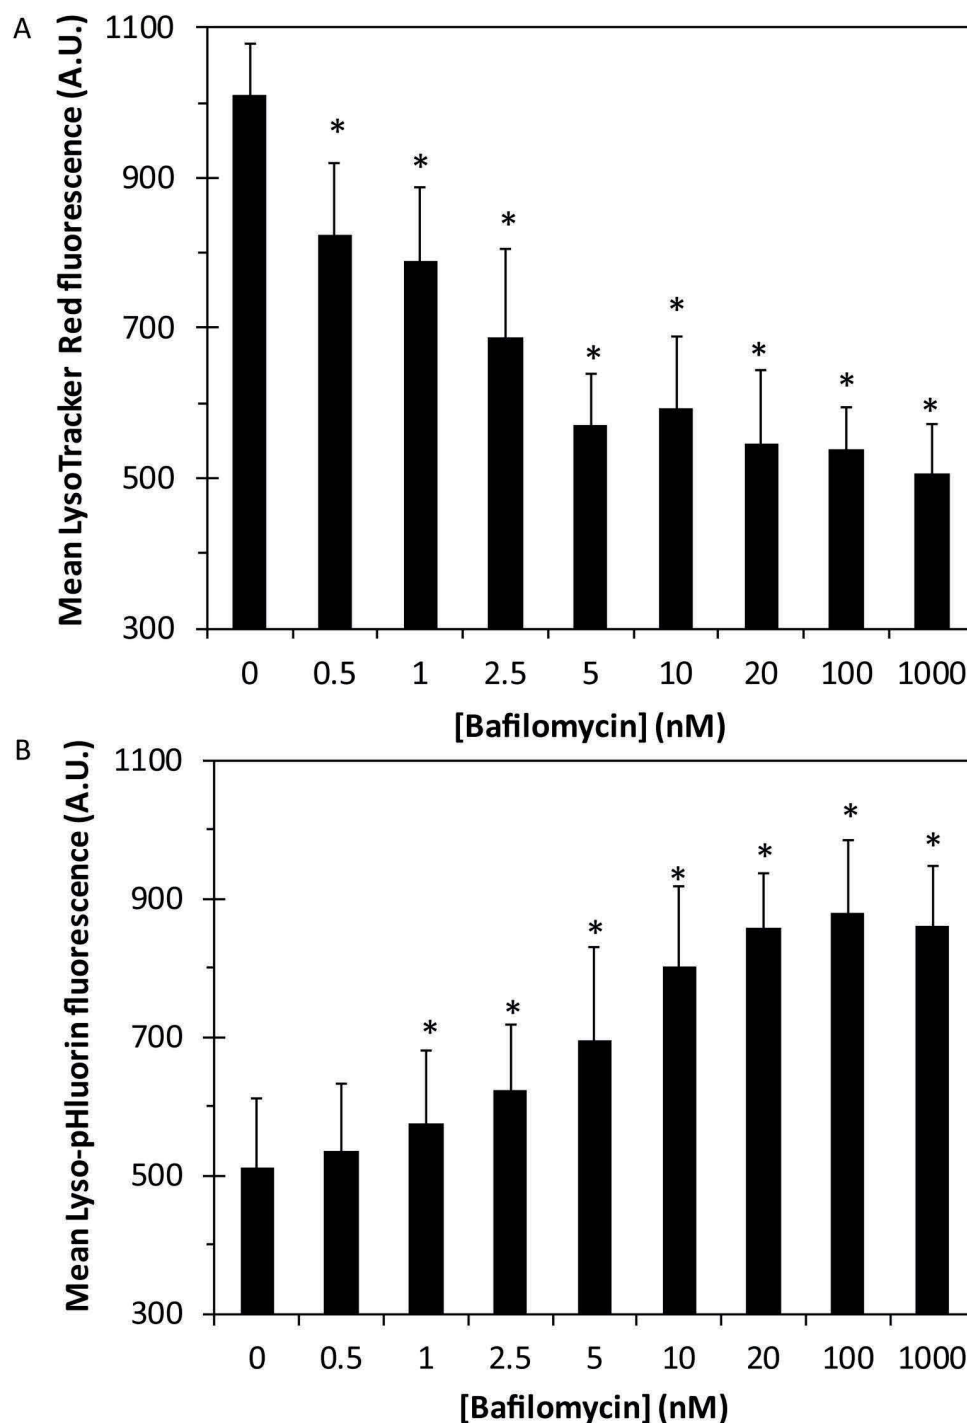 A
Mean LysoTracker Red fluorescence (A.U.)
1100
900
700
500
300
* * * * * * * *
0 0.5 1 2.5 5 10 20 100 1000
[Bafilomycin] (nM)
B
Mean Lyso-pHluorin fluorescence (A.U.)
1100
900
700
500
300
* * * * * * *
0 0.5 1 2.5 5 10 20 100 1000
[Bafilomycin] (nM)